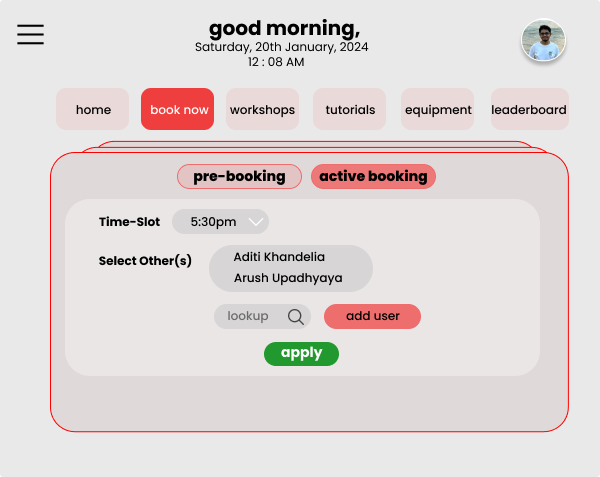 good morning,
Saturday, 20th January, 2024
12 : 08 AM
home
book now
workshops
tutorials
equipment
leaderboard
pre-booking
active booking
Time-Slot
5:30pm
Select Other(s)
Aditi Khandelia
Arush Upadhyaya
lookup
add user
apply